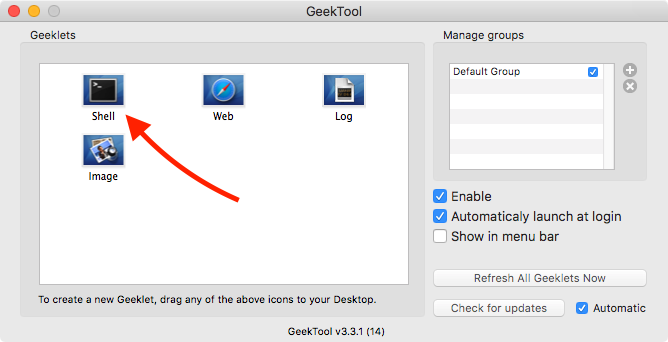 GeekTool
Geeklets
Manage groups
Shell
Web
Log
Image
Default Group
Enable
Automaticaly launch at login
Show in menu bar
Refresh All Geeklets Now
To create a new Geeklet, drag any of the above icons to your Desktop.
Check for updates
Automatic
GeekTool v3.3.1 (14)